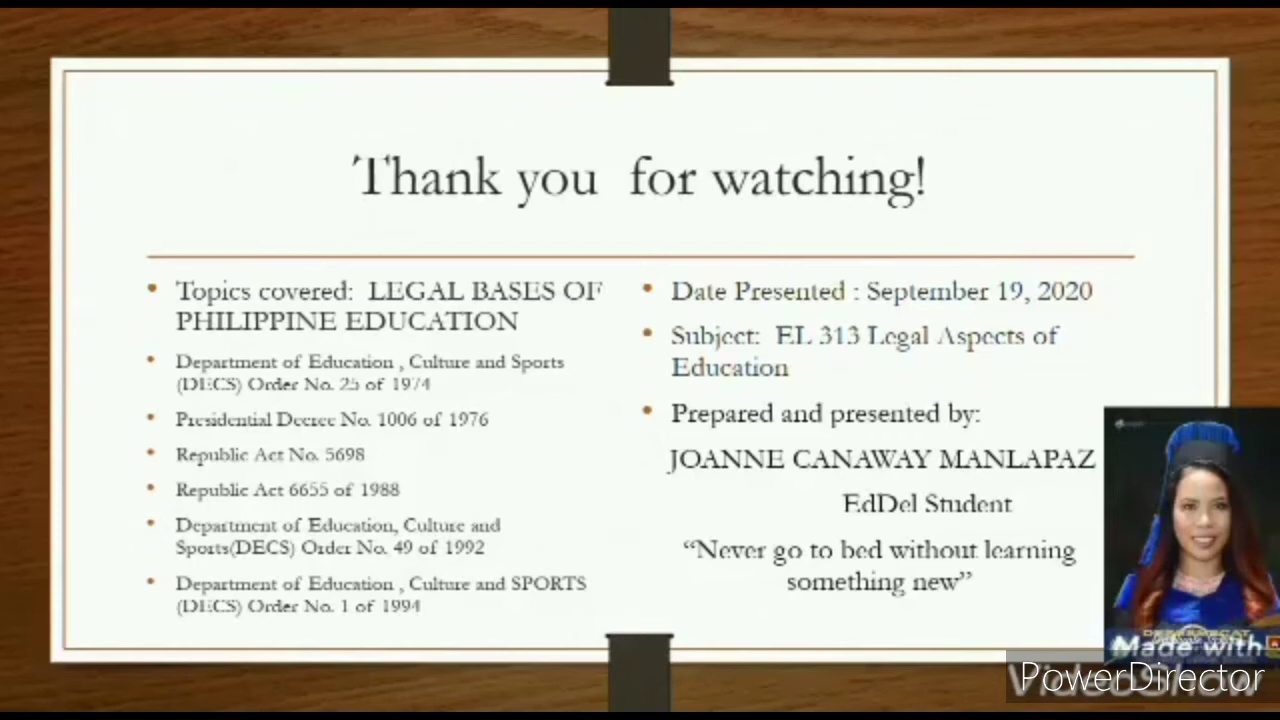 Thank you for watching!
Topics covered: LEGAL BASES OF
PHILIPPINE EDUCATION
Department of Education , Culture and Sports
(DECS) Order No. 25 of 1974
Presidential Decree No. 1006 of 1976
Republic Act No. 5698
Republic Act 6655 of 1988
Department of Education, Culture and
Sports(DECS) Order No. 49 of 1992
Department of Education , Culture and SPORTS
(DECS) Order No. 1 of 1994
Date Presented : September 19, 2020
Subject: EL 313 Legal Aspects of
Education
Prepared and presented by:
JOANNE CANAWAY MANLAPAZ
EdDel Student
“Never go to bed without learning
something new”
Made with
PowerDirector
VideoShow